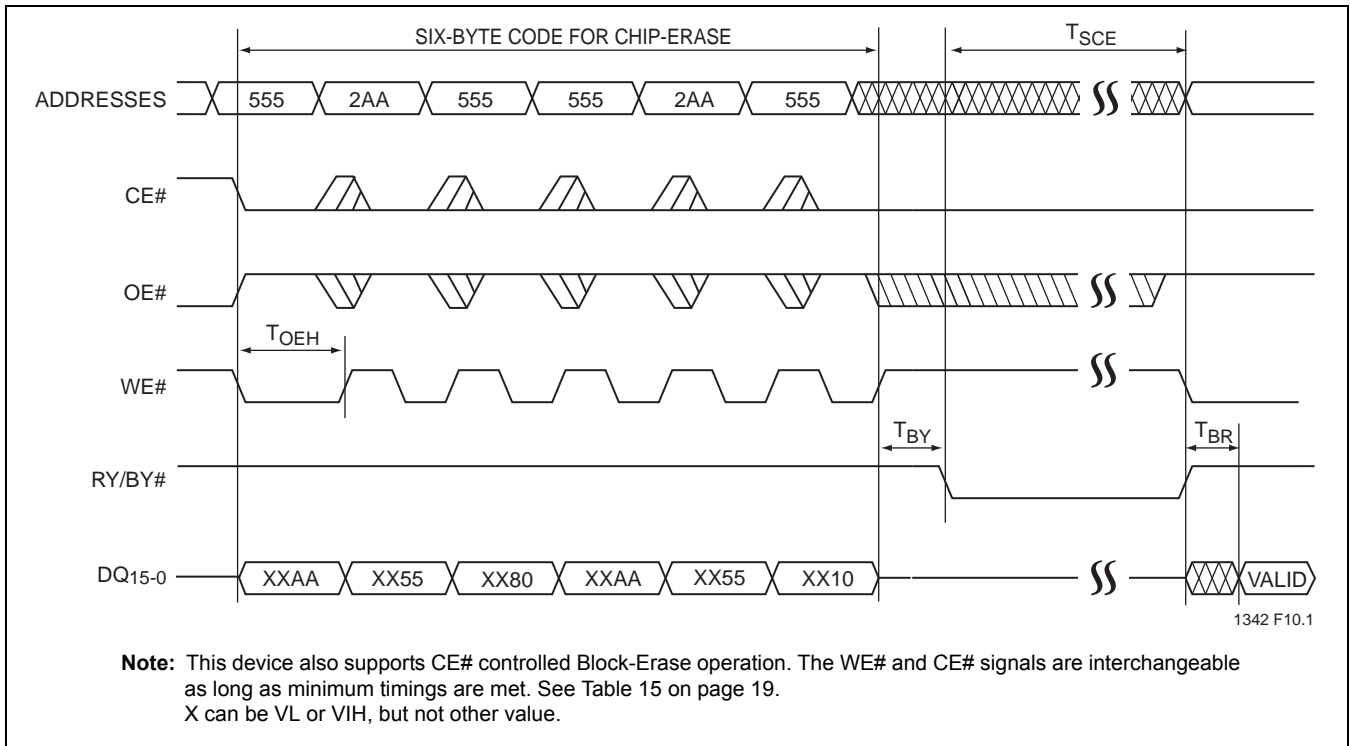 SIX-BYTE CODE FOR CHIP-ERASE
TSCE
ADDRESSES 555 2AA 555 555 2AA 555
CE#
OE#
TOEH
WE#
TBY TBR
RY/BY#
DQ15-0 XXAA XX55 XX80 XXAA XX55 XX10 VALID
1342 F10.1
Note: This device also supports CE# controlled Block-Erase operation. The WE# and CE# signals are interchangeable
as long as minimum timings are met. See Table 15 on page 19.
X can be VL or VIH, but not other value.